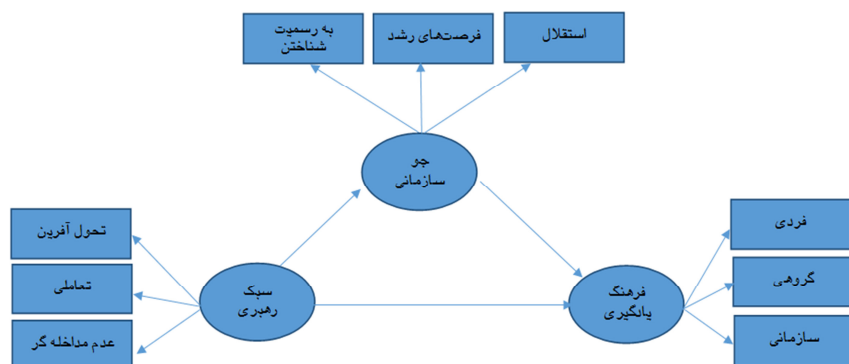 استقلال
فرصت‌های رشد
به رسمیت
شناختن
جو
سازمانی
سبک
رهبری
تحول آفرین
تعاملی
عدم مداخله گر
فرهنگ
یادگیری
فردی
گروهی
سازمانی